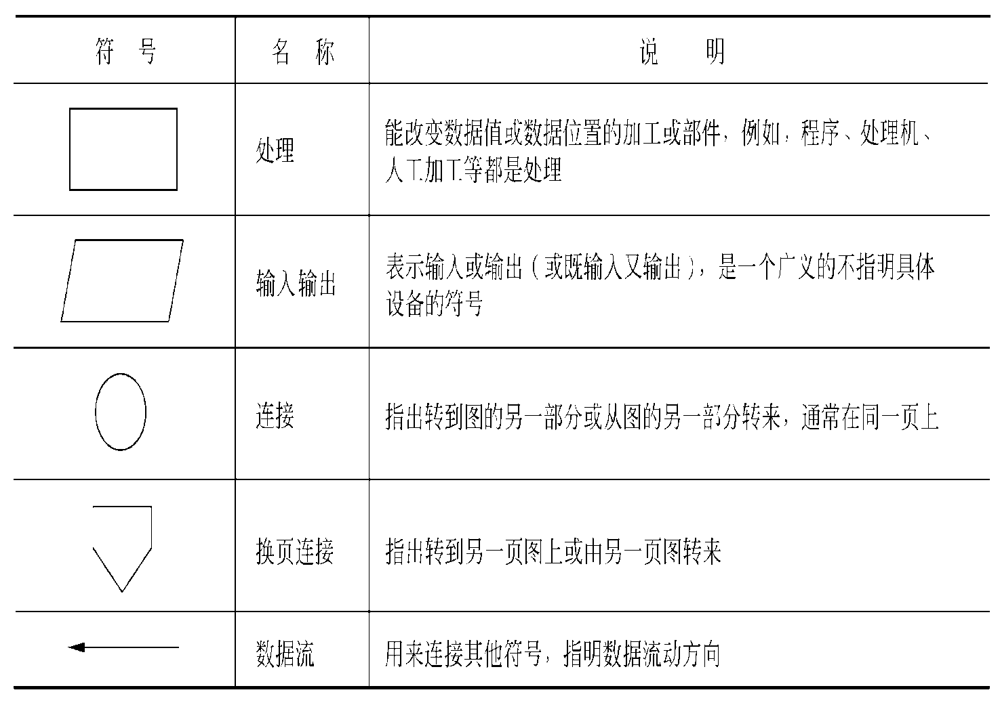 符 号 名 称 说 明
处理
能改变数据值或数据位置的加工或部件，例如，程序、处理机、
人工加工等都是处理
输入输出
表示输入或输出（或既输入又输出），是一个广义的不指明具体
设备的符号
连接
指出转到图的另一部分或从图的另一部分转来，通常在同一页上
换页连接
指出转到另一页图上或由另一页图转来
数据流
用来连接其他符号，指明数据流动方向